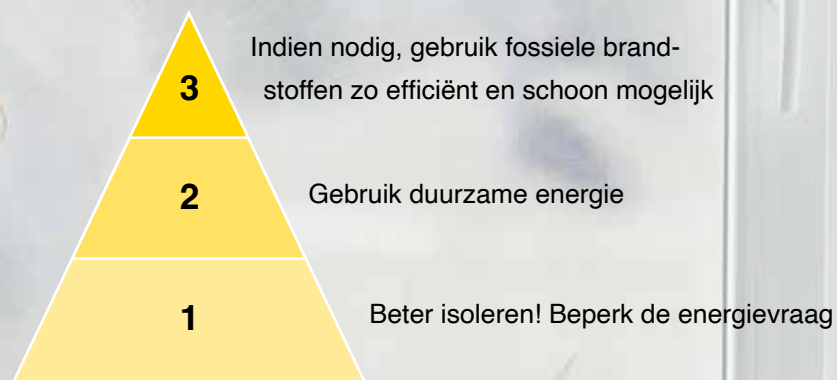 3
Indien nodig, gebruik fossiele brand-
stoffen zo efficiënt en schoon mogelijk
2
Gebruik duurzame energie
1
Beter isoleren! Beperk de energievraag